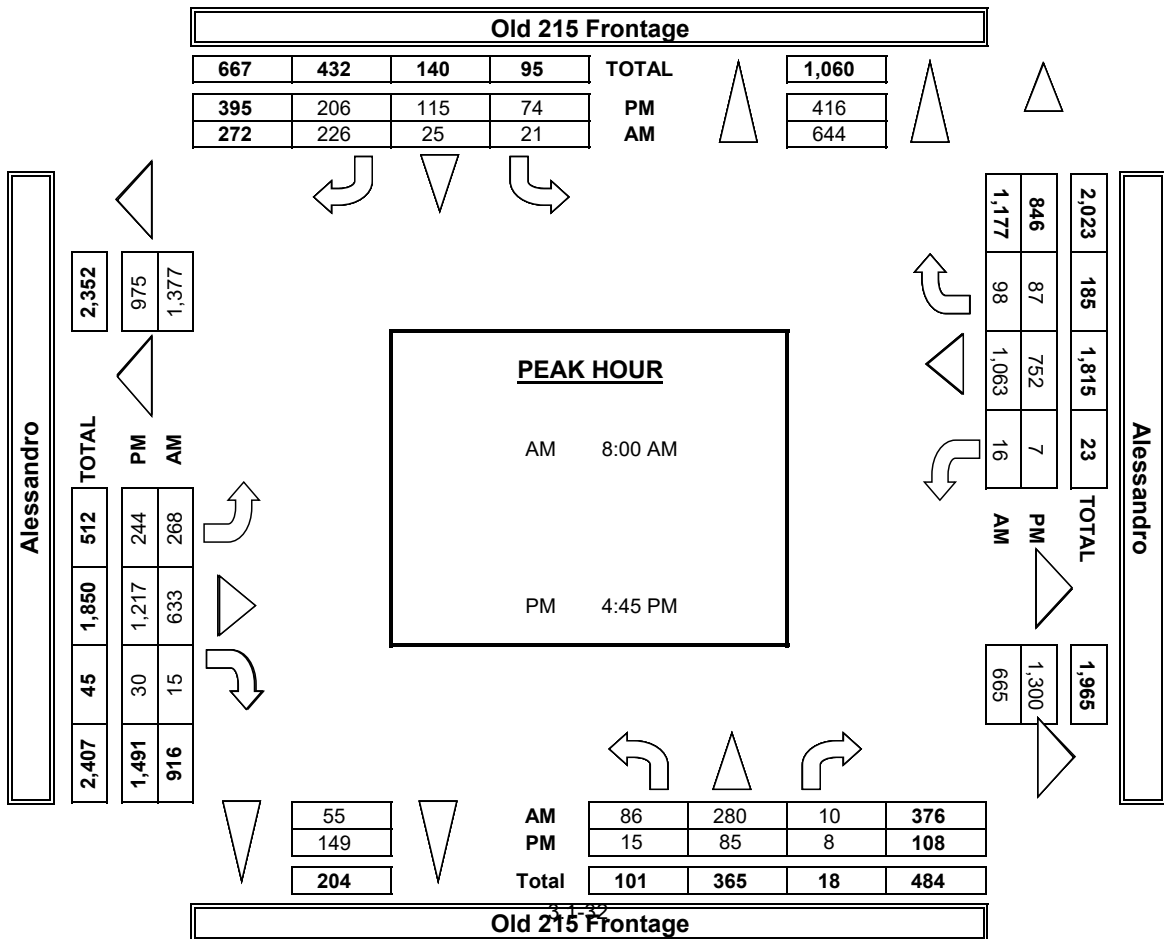 Old 215 Frontage
667 432 140 95 TOTAL 1,060
395 206 115 74 PM 416
272 226 25 21 AM 644
Alessandro
2,352 975 1,377
TOTAL PM AM
512 244 268
1,850 1,217 633
45 30 15
2,407 1,491 916
PEAK HOUR
AM 8:00 AM
PM 4:45 PM
1,177 846 2,023
98 87 185
1,063 752 1,815
16 7 23
AM PM TOTAL
665 1,300 1,965
Alessandro
55 AM 86 280 10 376
149 PM 15 85 8 108
204 Total 101 365 18 484
3.1-32
Old 215 Frontage